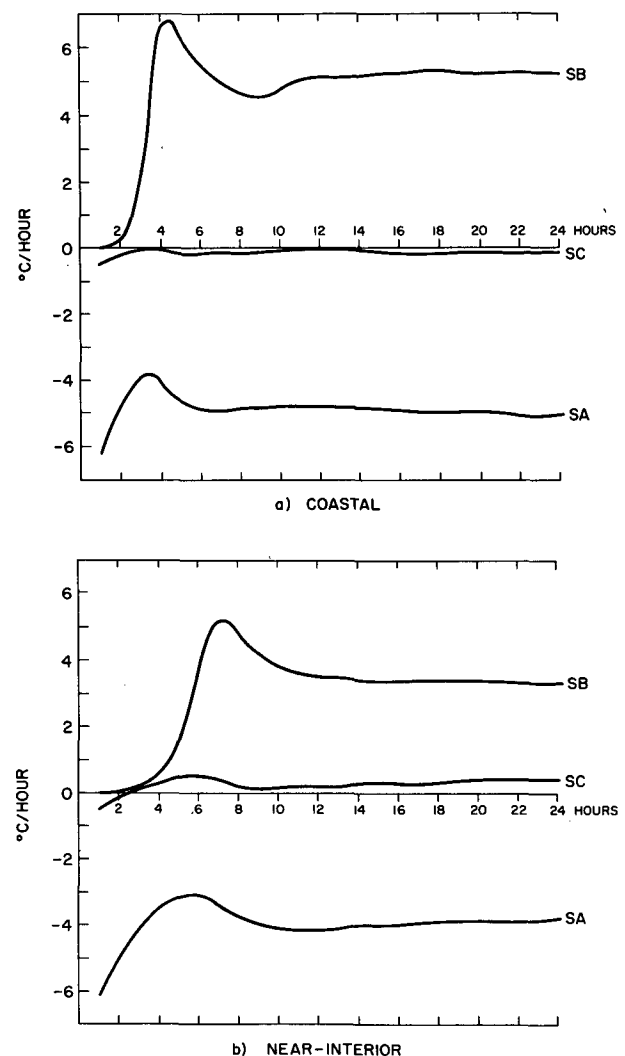 6
4
2
0
-2
-4
-6
°C/HOUR
2 4 6 8 10 12 14 16 18 20 22 24 HOURS
SB
SC
SA
a) COASTAL
6
4
2
0
-2
-4
-6
°C/HOUR
2 4 .6 8 10 12 14 16 18 20 22 24 HOURS
SB
SC
SA
b) NEAR-INTERIOR